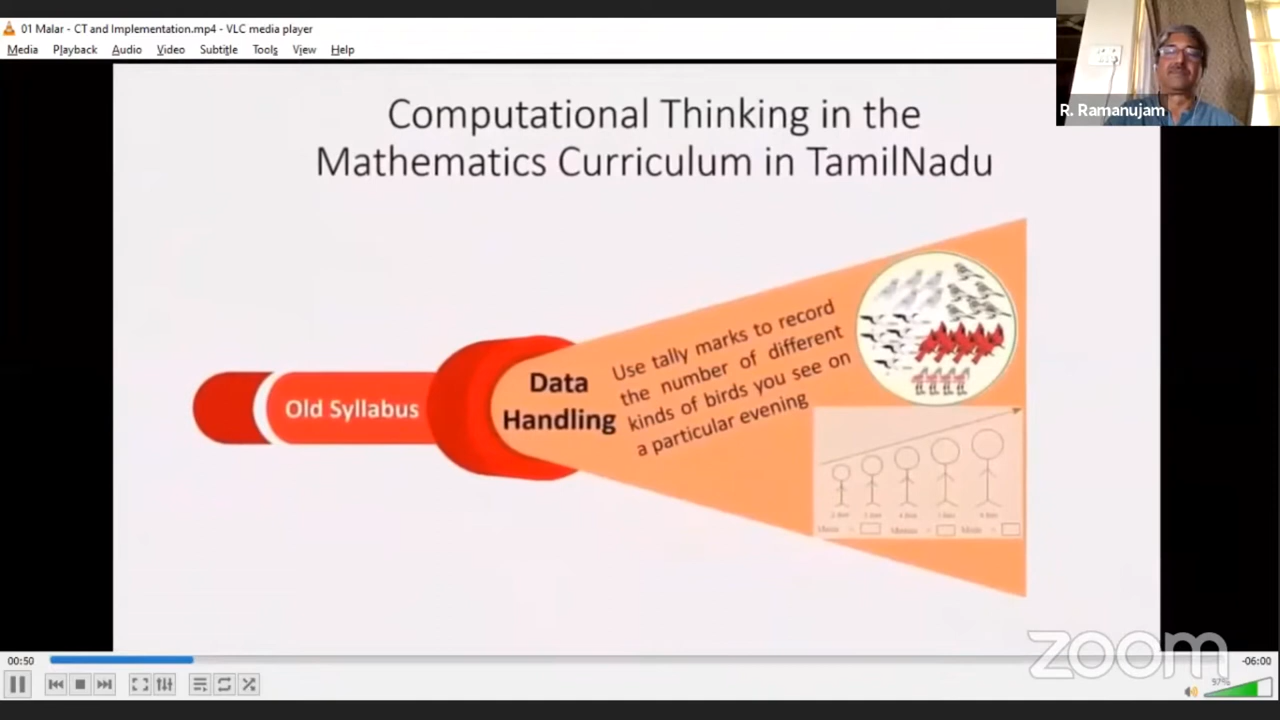 01 Malar - CT and Implementation.mp4 - VLC media player
Media Playback Audio Video Subtitle Tools View Help
R. Ramanujam
Computational Thinking in the
Mathematics Curriculum in TamilNadu
Old Syllabus
Data
Handling
Use tally marks to record
the number of different
kinds of birds you see on
a particular evening
zoom
00:50
-06:00
97%